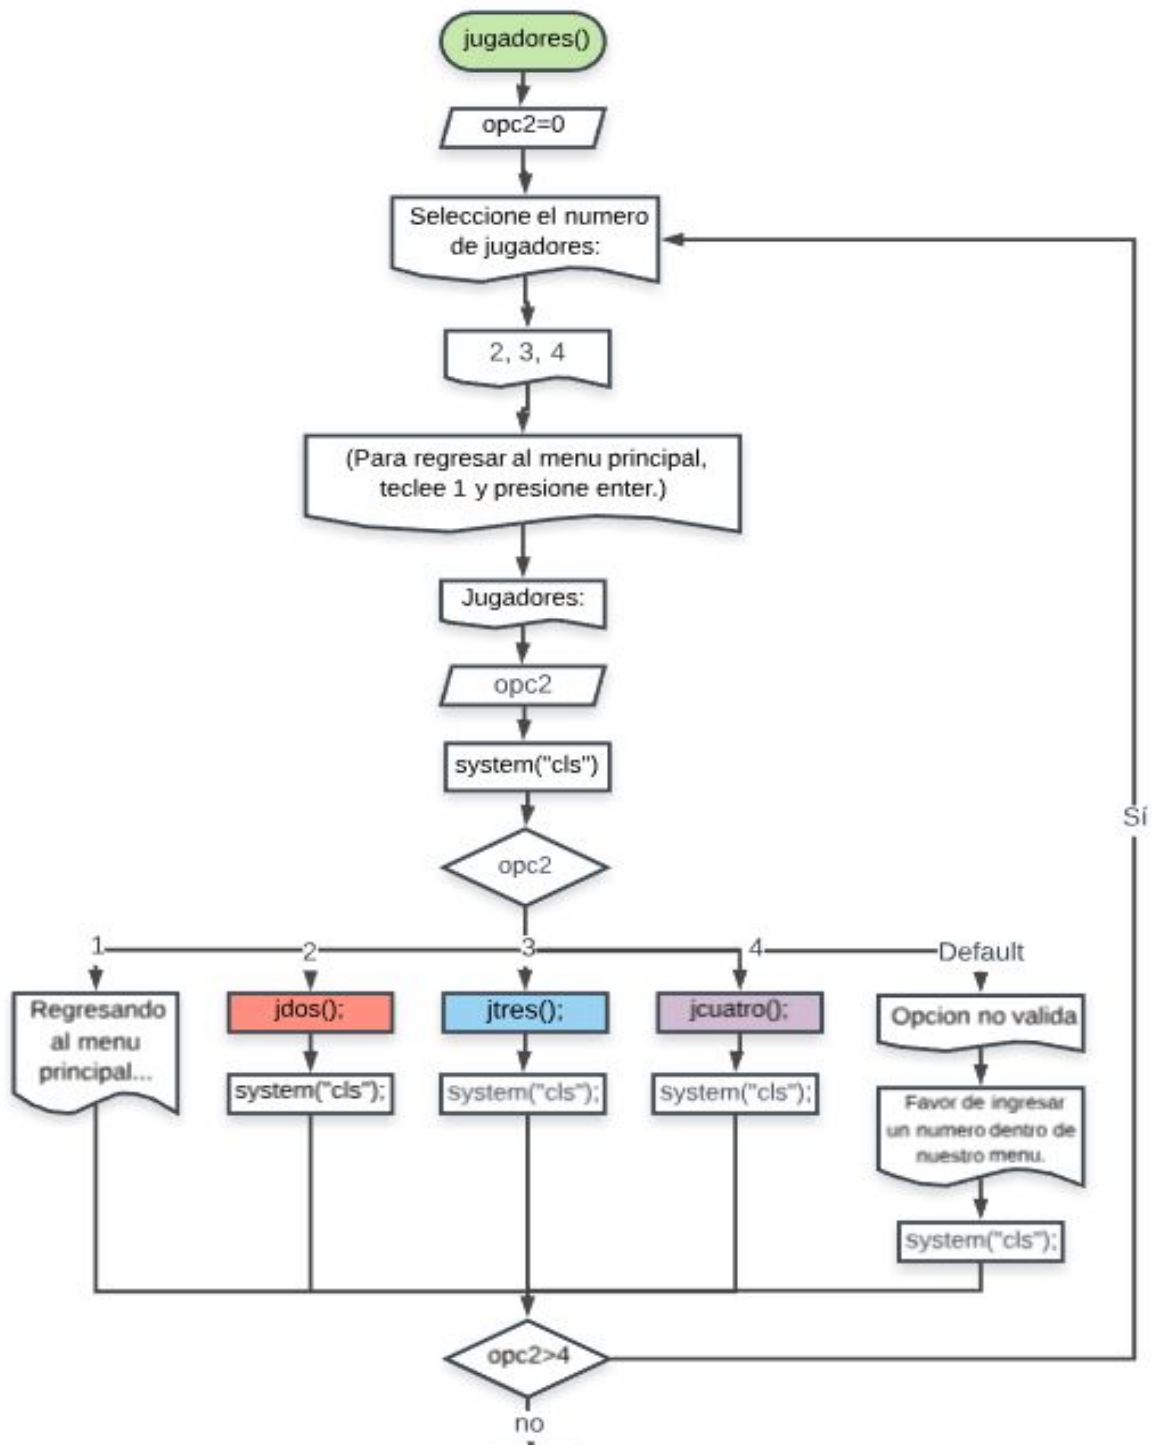 jugadores()
opc2=0
Seleccione el numero
de jugadores:
2, 3, 4
(Para regresar al menu principal,
teclee 1 y presione enter.)
Jugadores:
opc2
system("cls")
Sí
opc2
1
2
3
4
Default
Regresando
al menu
principal...
jdos();
jtres();
jcuatro();
Opcion no valida
system("cls");
system("cls");
system("cls");
Favor de ingresar
un numero dentro de
nuestro menu.
system("cls");
opc2>4
no